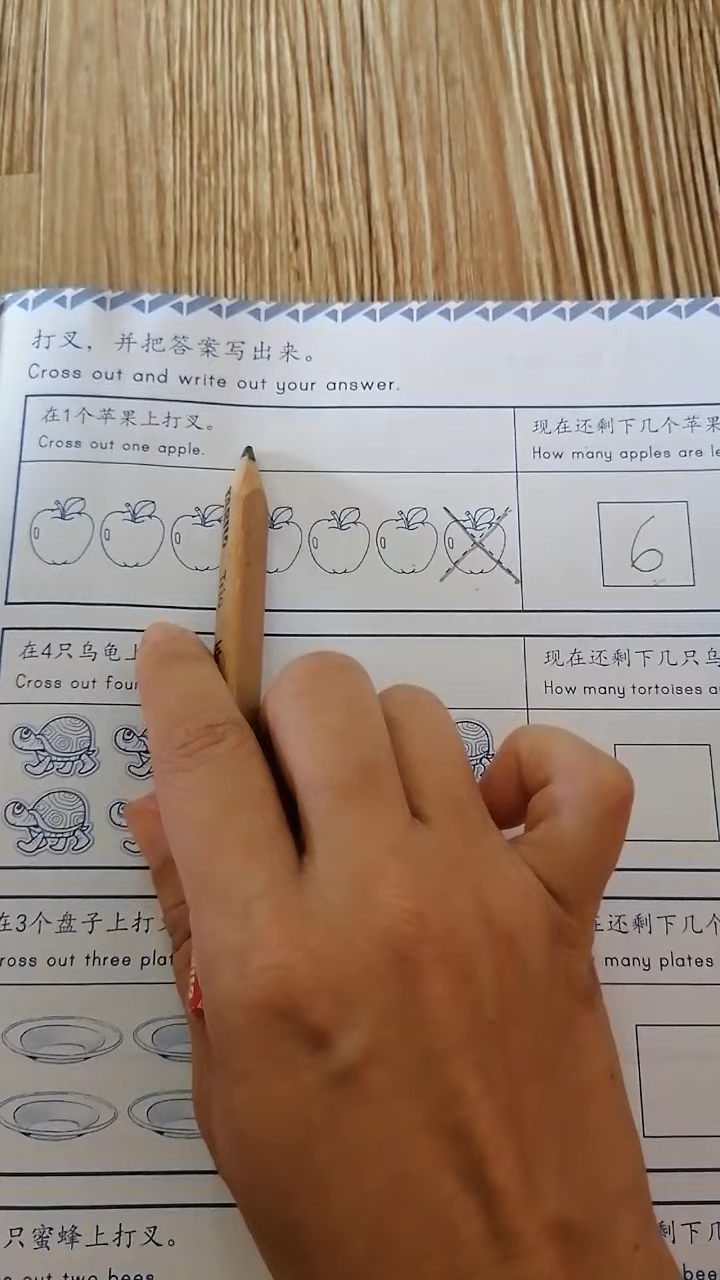 打叉，并把答案写出来。
Cross out and write out your answer.
在1个苹果上打叉。
Cross out one apple.
现在还剩下几个苹果
How many apples are le
6
在4只乌龟上
Cross out four
现在还剩下几只乌
How many tortoises a
在3个盘子上打
ross out three plat
还剩下几个
many plates
只蜜蜂上打叉。
out two bees
剩下几
bee